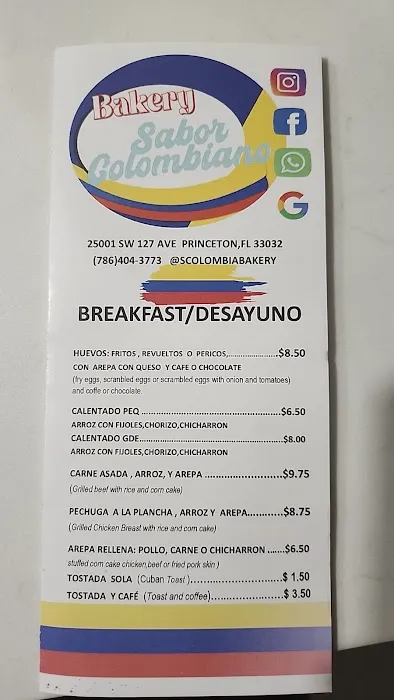 Bakery
Sabor
Colombiano
25001 SW 127 AVE PRINCETON,FL 33032
(786)404-3773 @SCOLOMBIABAKERY
BREAKFAST/DESAYUNO
HUEVOS: FRITOS , REVUELTOS O PERICOS,......................$8.50
CON AREPA CON QUESO Y CAFE O CHOCOLATE
(fry eggs, scrabled eggs or scrambled eggs with onion and tomatoes)
and coffe or chocolate.
CALENTADO PEQ .............................................$6.50
ARROZ CON FIJOLES,CHORIZO,CHICHARRON
CALENTADO GDE.............................................$8.00
ARROZ CON FIJOLES,CHORIZO,CHICHARRON
CARNE ASADA , ARROZ, Y AREPA ........................$9.75
(Grilled beef with rice and corn cake)
PECHUGA A LA PLANCHA , ARROZ Y AREPA...........$8.75
(Grilled Chicken Breast with rice and corn cake)
AREPA RELLENA: POLLO, CARNE O CHICHARRON ......$6.50
stuffed corn cake chicken,beef or fried pork skin )
TOSTADA SOLA (Cuban Toast )...........................$ 1.50
TOSTADA Y CAFÉ (Toast and coffee)......................$ 3.50